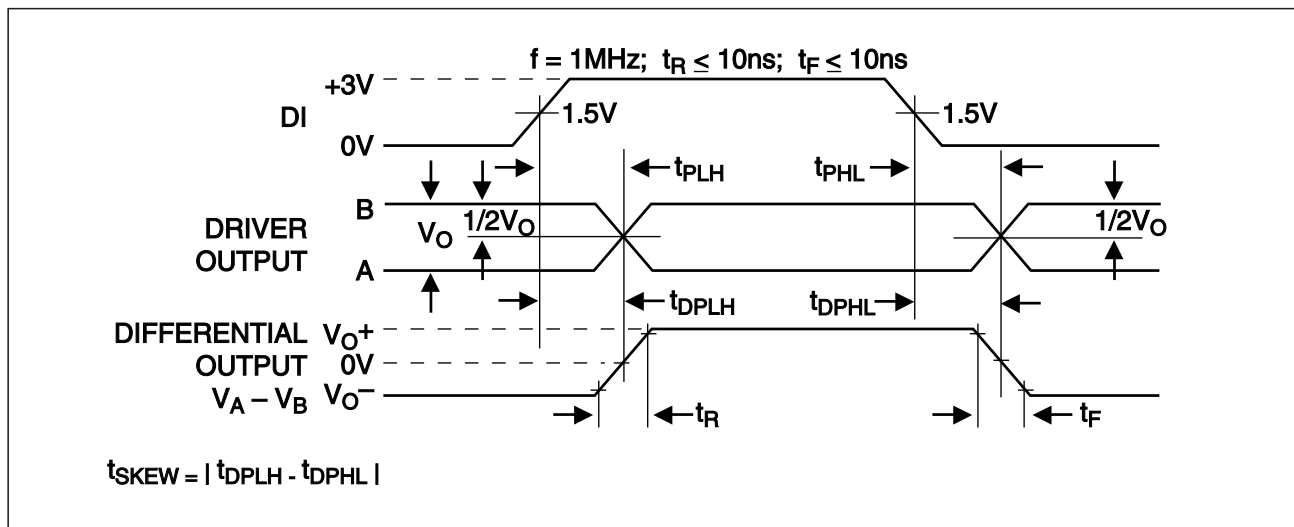 f = 1MHz; tR ≤ 10ns; tF ≤ 10ns
+3V
DI
1.5V
1.5V
0V
tPLH
tPHL
B
DRIVER
OUTPUT
VO
1/2VO
1/2VO
A
tDPLH
tDPHL
DIFFERENTIAL
OUTPUT
VA – VB
VO+
0V
VO–
tR
tF
tSKEW = | tDPLH - tDPHL |